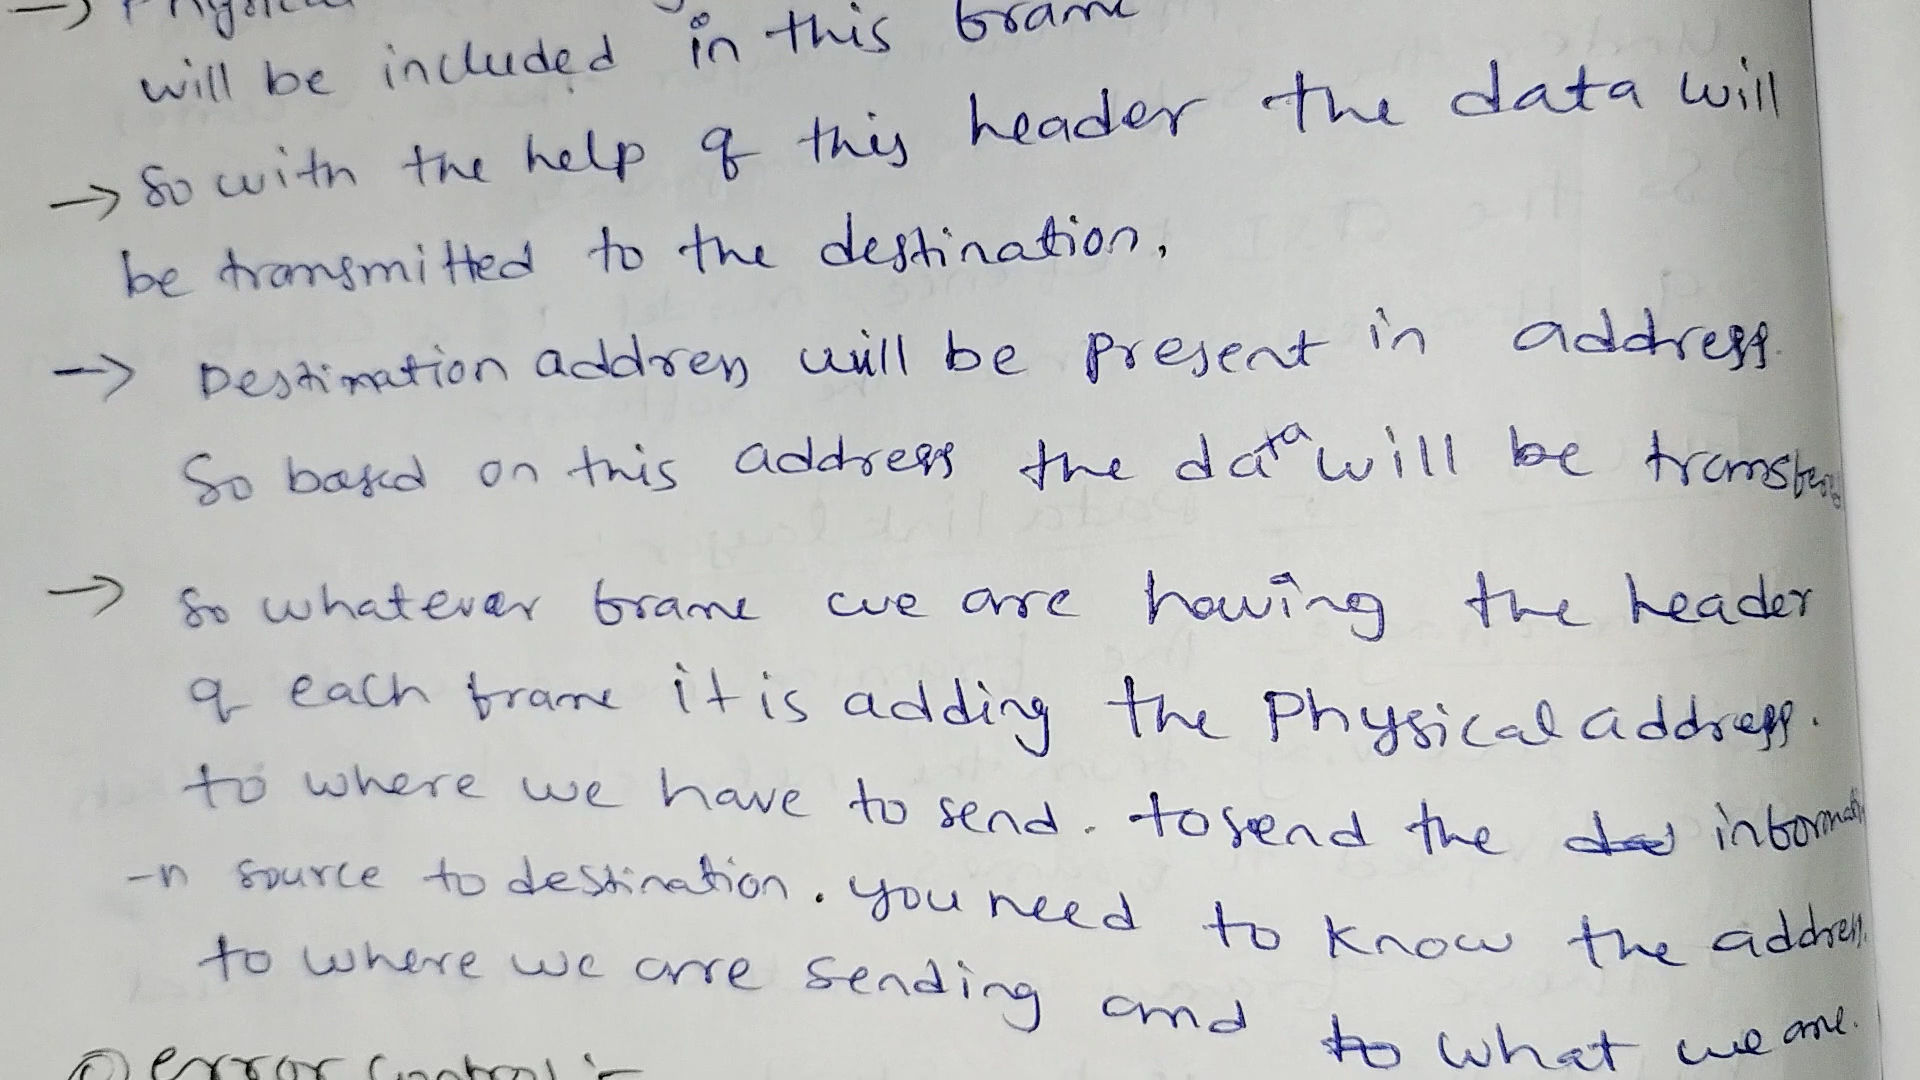 → Physical
will be included in this frame
→ So with the help of this header the data will
be transmitted to the destination,
→ Destination address will be present in address.
So based on this address the data will be
→ So whatever frame we are having the header
of each frame it is adding the Physical address.
to where we have to send. to send the informati
-n source to destination. you need to know the address.
to where we are sending and to what we are.
error control :-